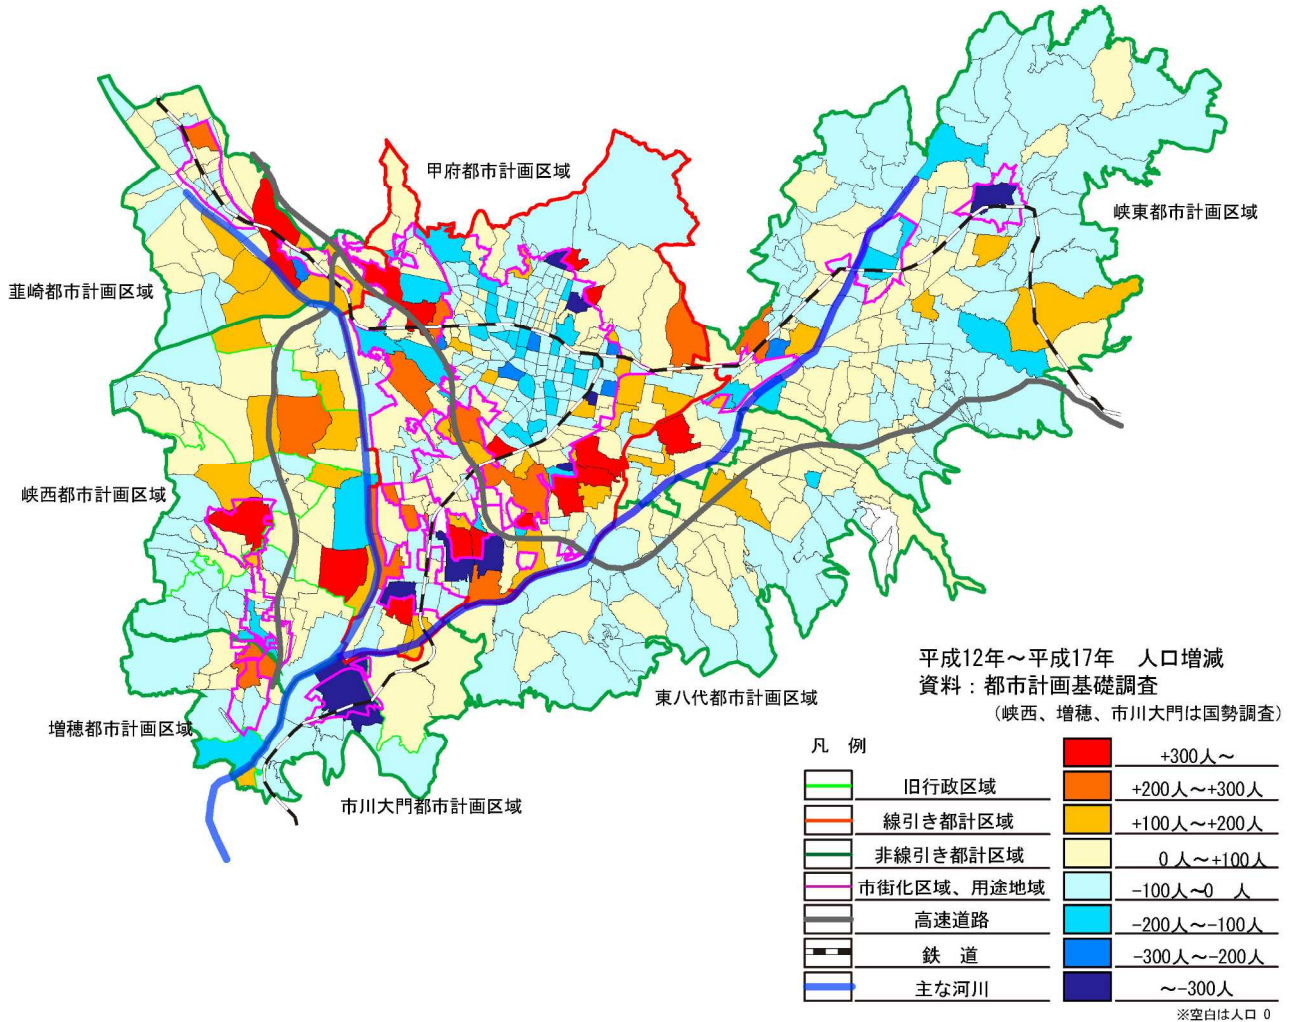 甲府都市計画区域
峡東都市計画区域
韮崎都市計画区域
峡西都市計画区域
東八代都市計画区域
増穂都市計画区域
市川大門都市計画区域
平成12年～平成17年 人口増減
資料：都市計画基礎調査
（峡西、増穂、市川大門は国勢調査）
凡 例
旧行政区域
線引き都計区域
非線引き都計区域
市街化区域、用途地域
高速道路
鉄 道
主な河川
+300人～
+200人～+300人
+100人～+200人
0人～+100人
-100人～0 人
-200人～-100人
-300人～-200人
～-300人
※空白は人口 0